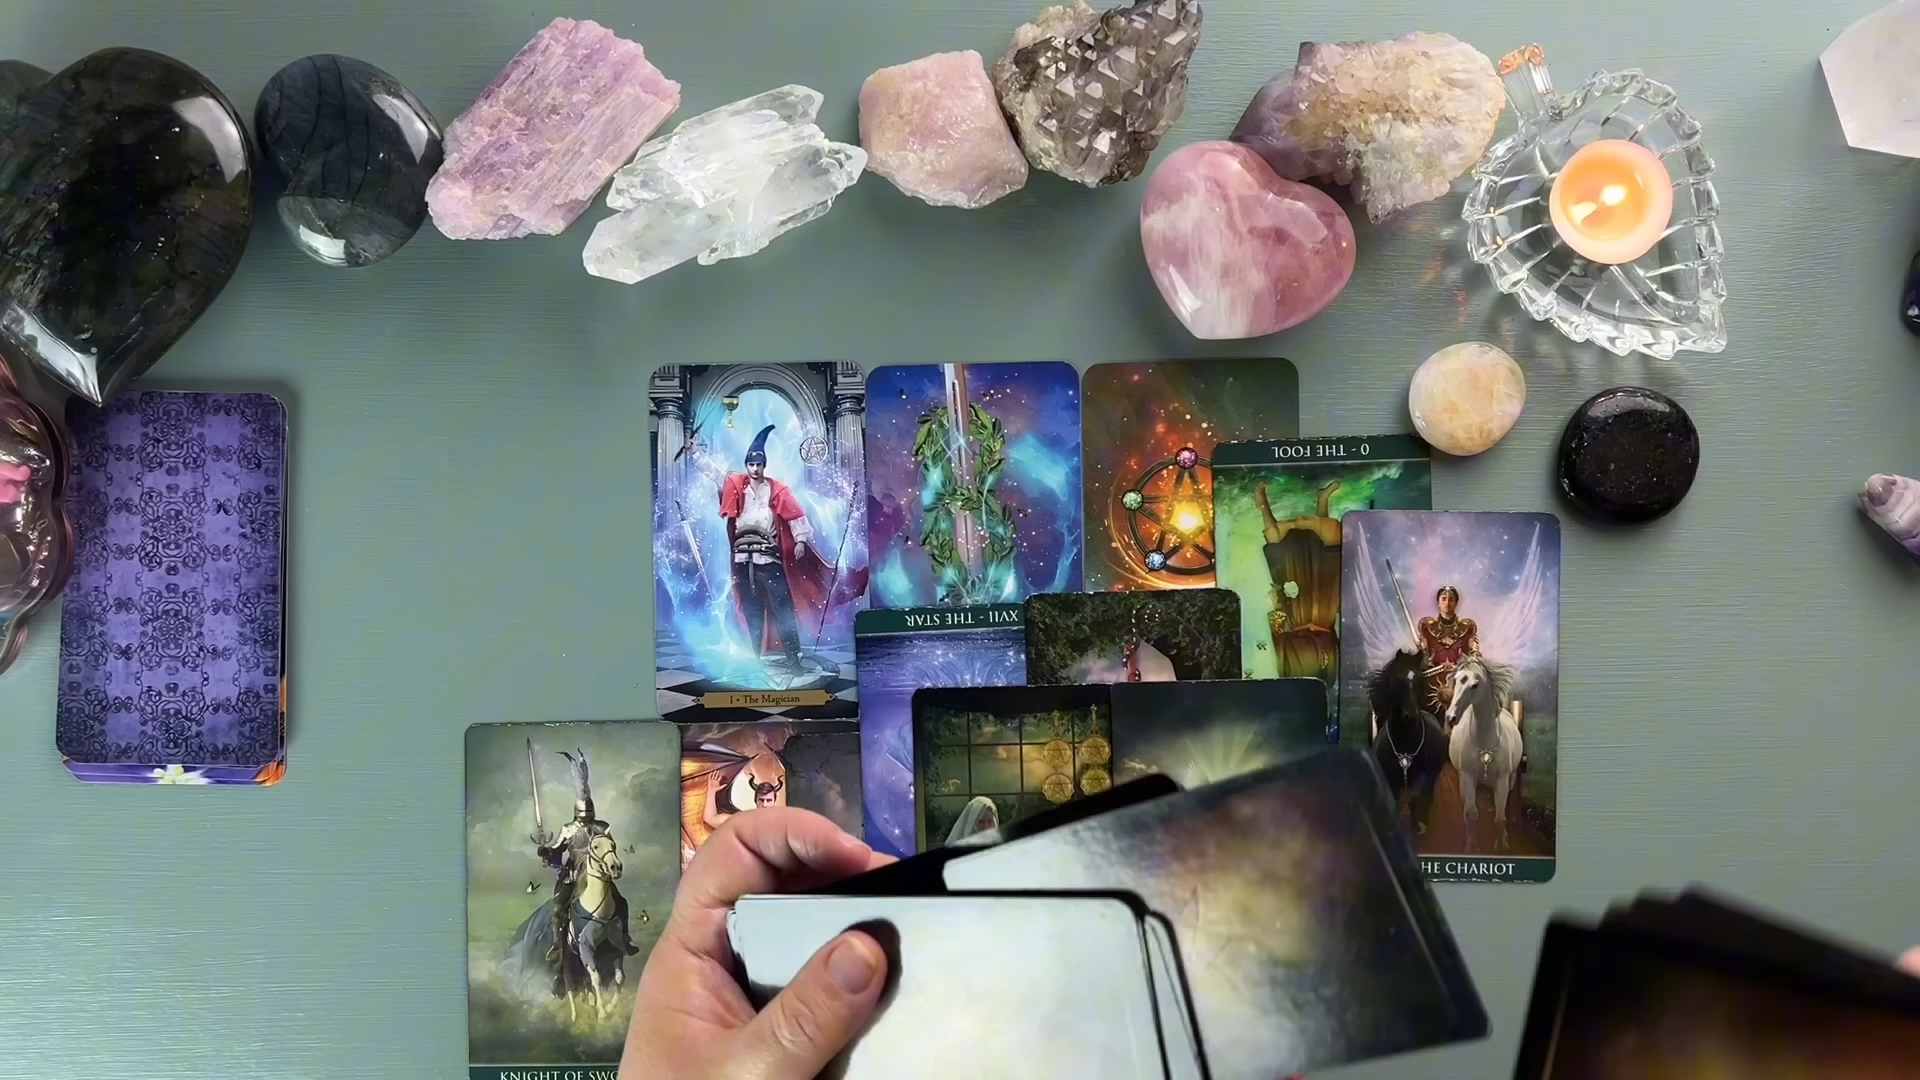 0 - THE FOOL
XVII - THE STAR
I • The Magician
HE CHARIOT
KNIGHT OF SWO